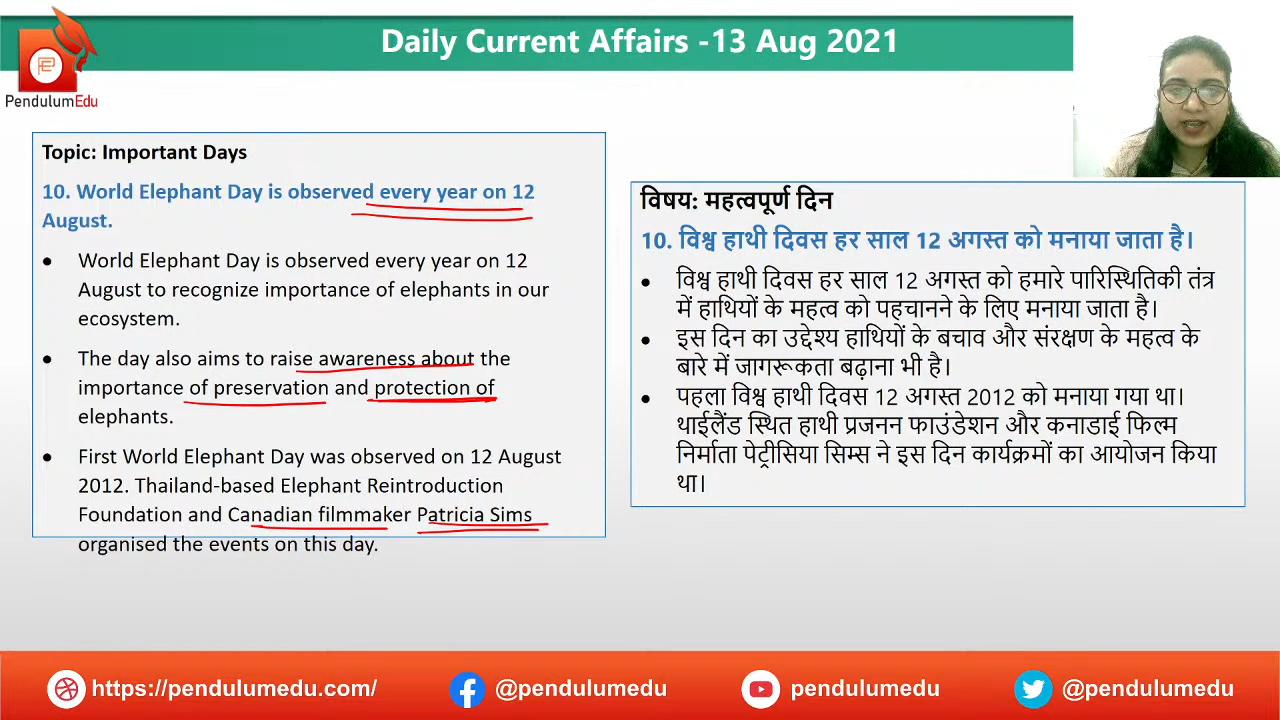 Daily Current Affairs -13 Aug 2021
PE
PendulumEdu
Topic: Important Days
10. World Elephant Day is observed every year on 12
August.
• World Elephant Day is observed every year on 12
August to recognize importance of elephants in our
ecosystem.
• The day also aims to raise awareness about the
importance of preservation and protection of
elephants.
• First World Elephant Day was observed on 12 August
2012. Thailand-based Elephant Reintroduction
Foundation and Canadian filmmaker Patricia Sims
organised the events on this day.
विषय: महत्वपूर्ण दिन
10. विश्व हाथी दिवस हर साल 12 अगस्त को मनाया जाता है।
• विश्व हाथी दिवस हर साल 12 अगस्त को हमारे पारिस्थितिकी तंत्र
में हाथियों के महत्व को पहचानने के लिए मनाया जाता है।
• इस दिन का उद्देश्य हाथियों के बचाव और संरक्षण के महत्व के
बारे में जागरूकता बढ़ाना भी है।
• पहला विश्व हाथी दिवस 12 अगस्त 2012 को मनाया गया था।
थाईलैंड स्थित हाथी प्रजनन फाउंडेशन और कनाडाई फिल्म
निर्माता पेट्रीसिया सिम्स ने इस दिन कार्यक्रमों का आयोजन किया
था।
https://pendulumedu.com/
@pendulumedu
pendulumedu
@pendulumedu